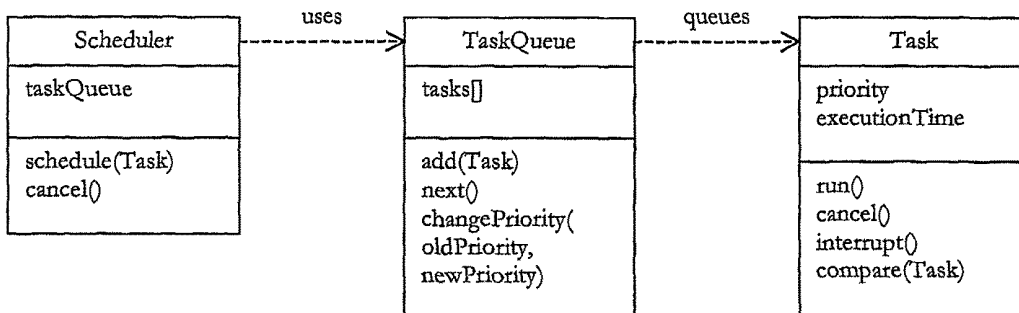 uses
queues
Scheduler
taskQueue
schedule(Task)
cancel()
TaskQueue
tasks[]
add(Task)
next()
changePriority(
oldPriority,
newPriority)
Task
priority
executionTime
run()
cancel()
interrupt()
compare(Task)